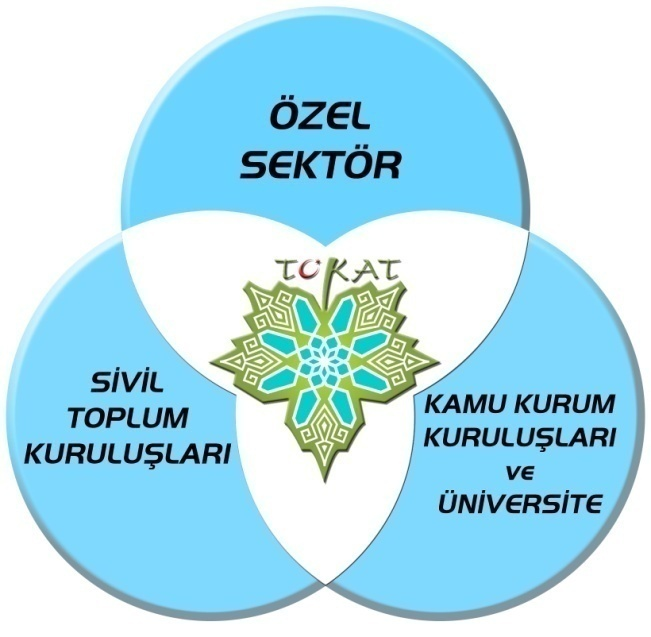 ÖZEL
SEKTÖR
TOKAT
SİVİL
TOPLUM
KURULUŞLARI
KAMU KURUM
KURULUŞLARI
ve
ÜNİVERSİTE